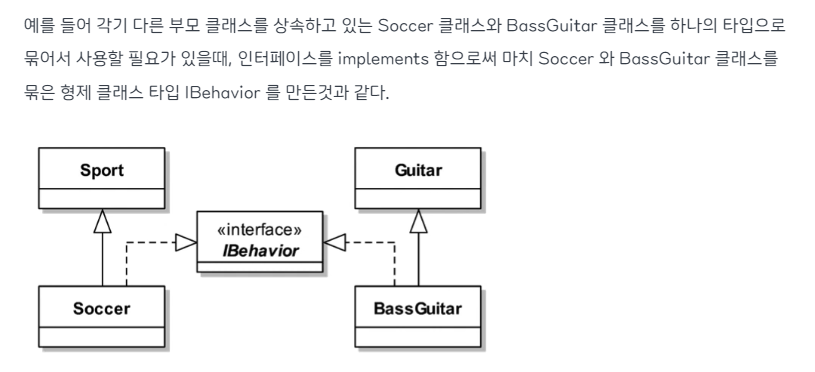 예를 들어 각기 다른 부모 클래스를 상속하고 있는 Soccer 클래스와 BassGuitar 클래스를 하나의 타입으로
묶어서 사용할 필요가 있을때, 인터페이스를 implements 함으로써 마치 Soccer 와 BassGuitar 클래스를
묶은 형제 클래스 타입 IBehavior 를 만든것과 같다.
Sport
Guitar
«interface»
IBehavior
Soccer
BassGuitar